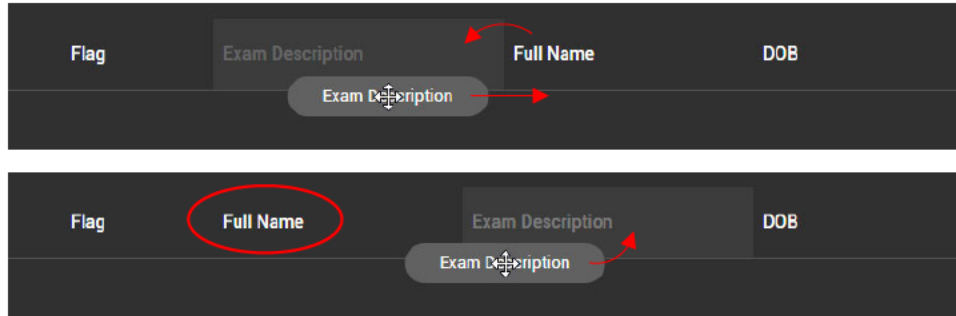 Flag Exam Description Full Name DOB
Exam Description
Flag Full Name Exam Description DOB
Exam Description